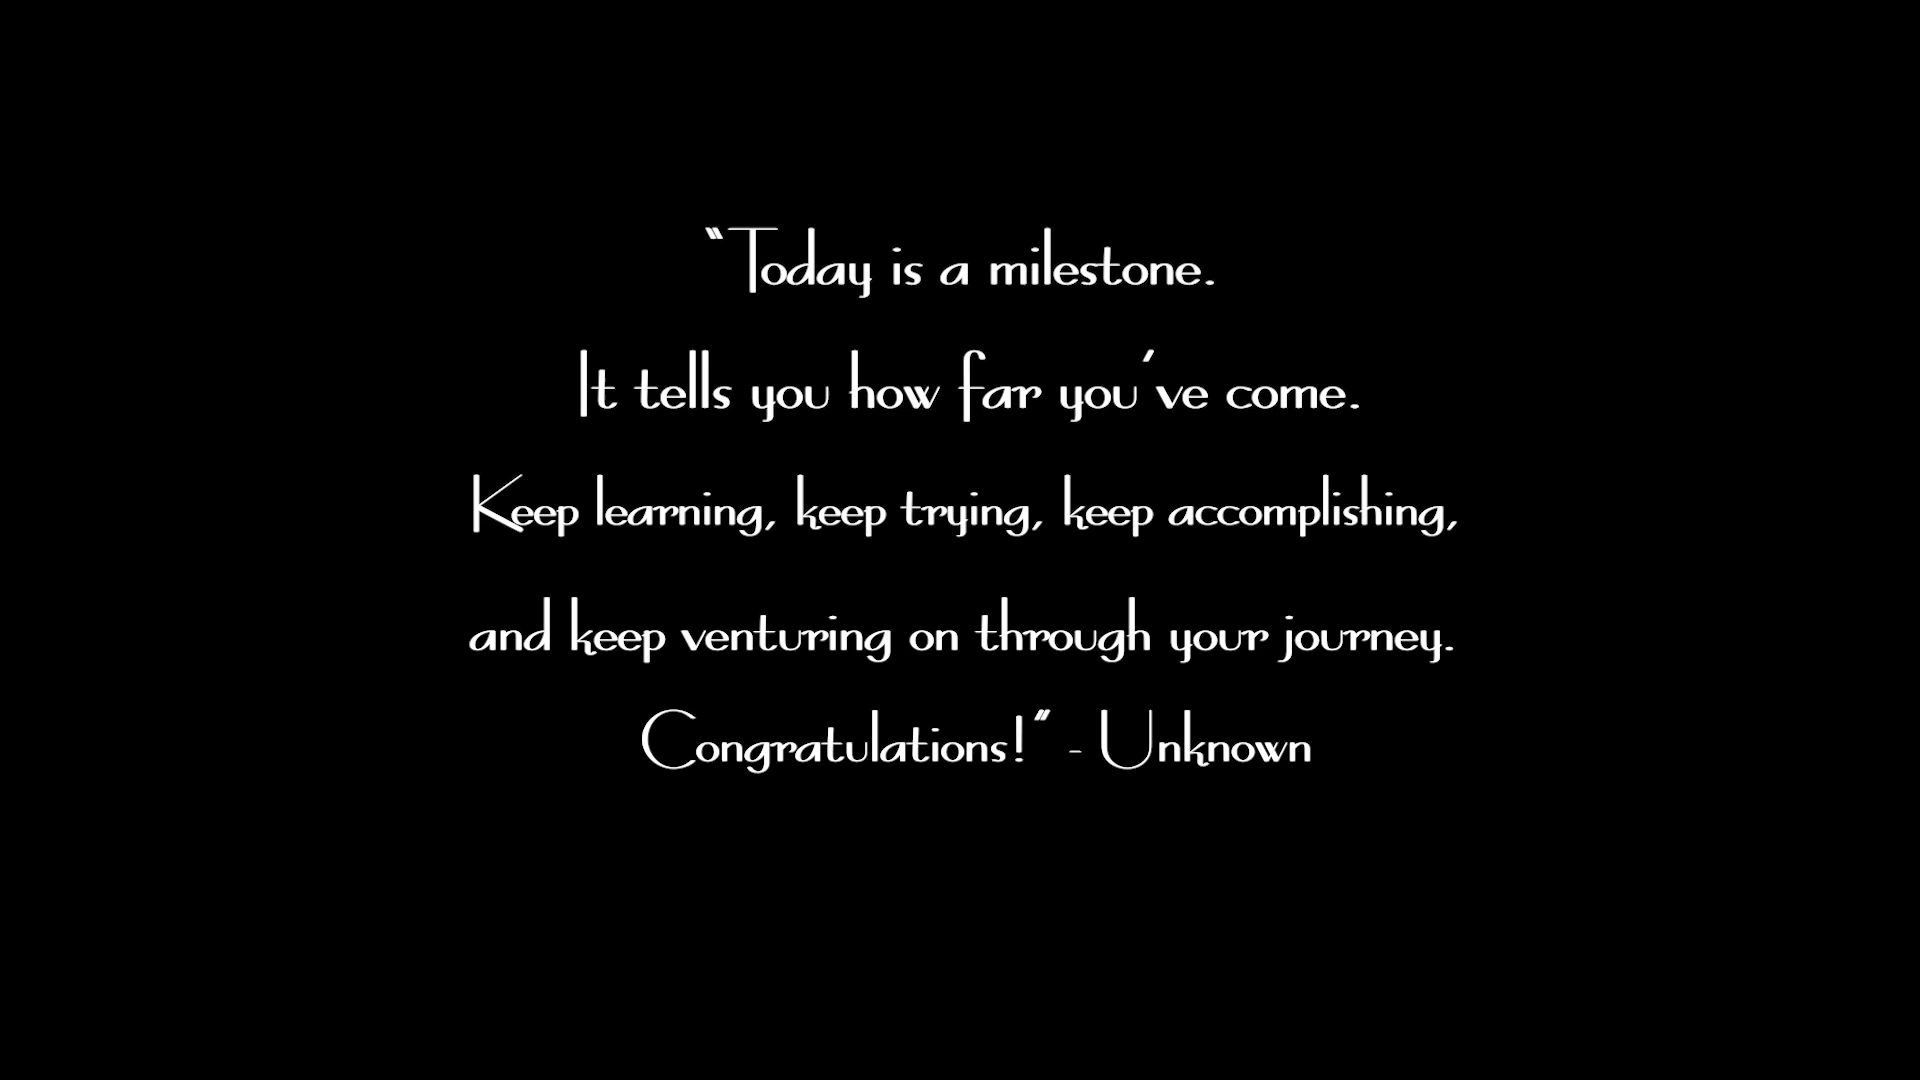 "Today is a milestone.
It tells you how far you've come.
Keep learning, keep trying, keep accomplishing,
and keep venturing on through your journey.
Congratulations!" - Unknown